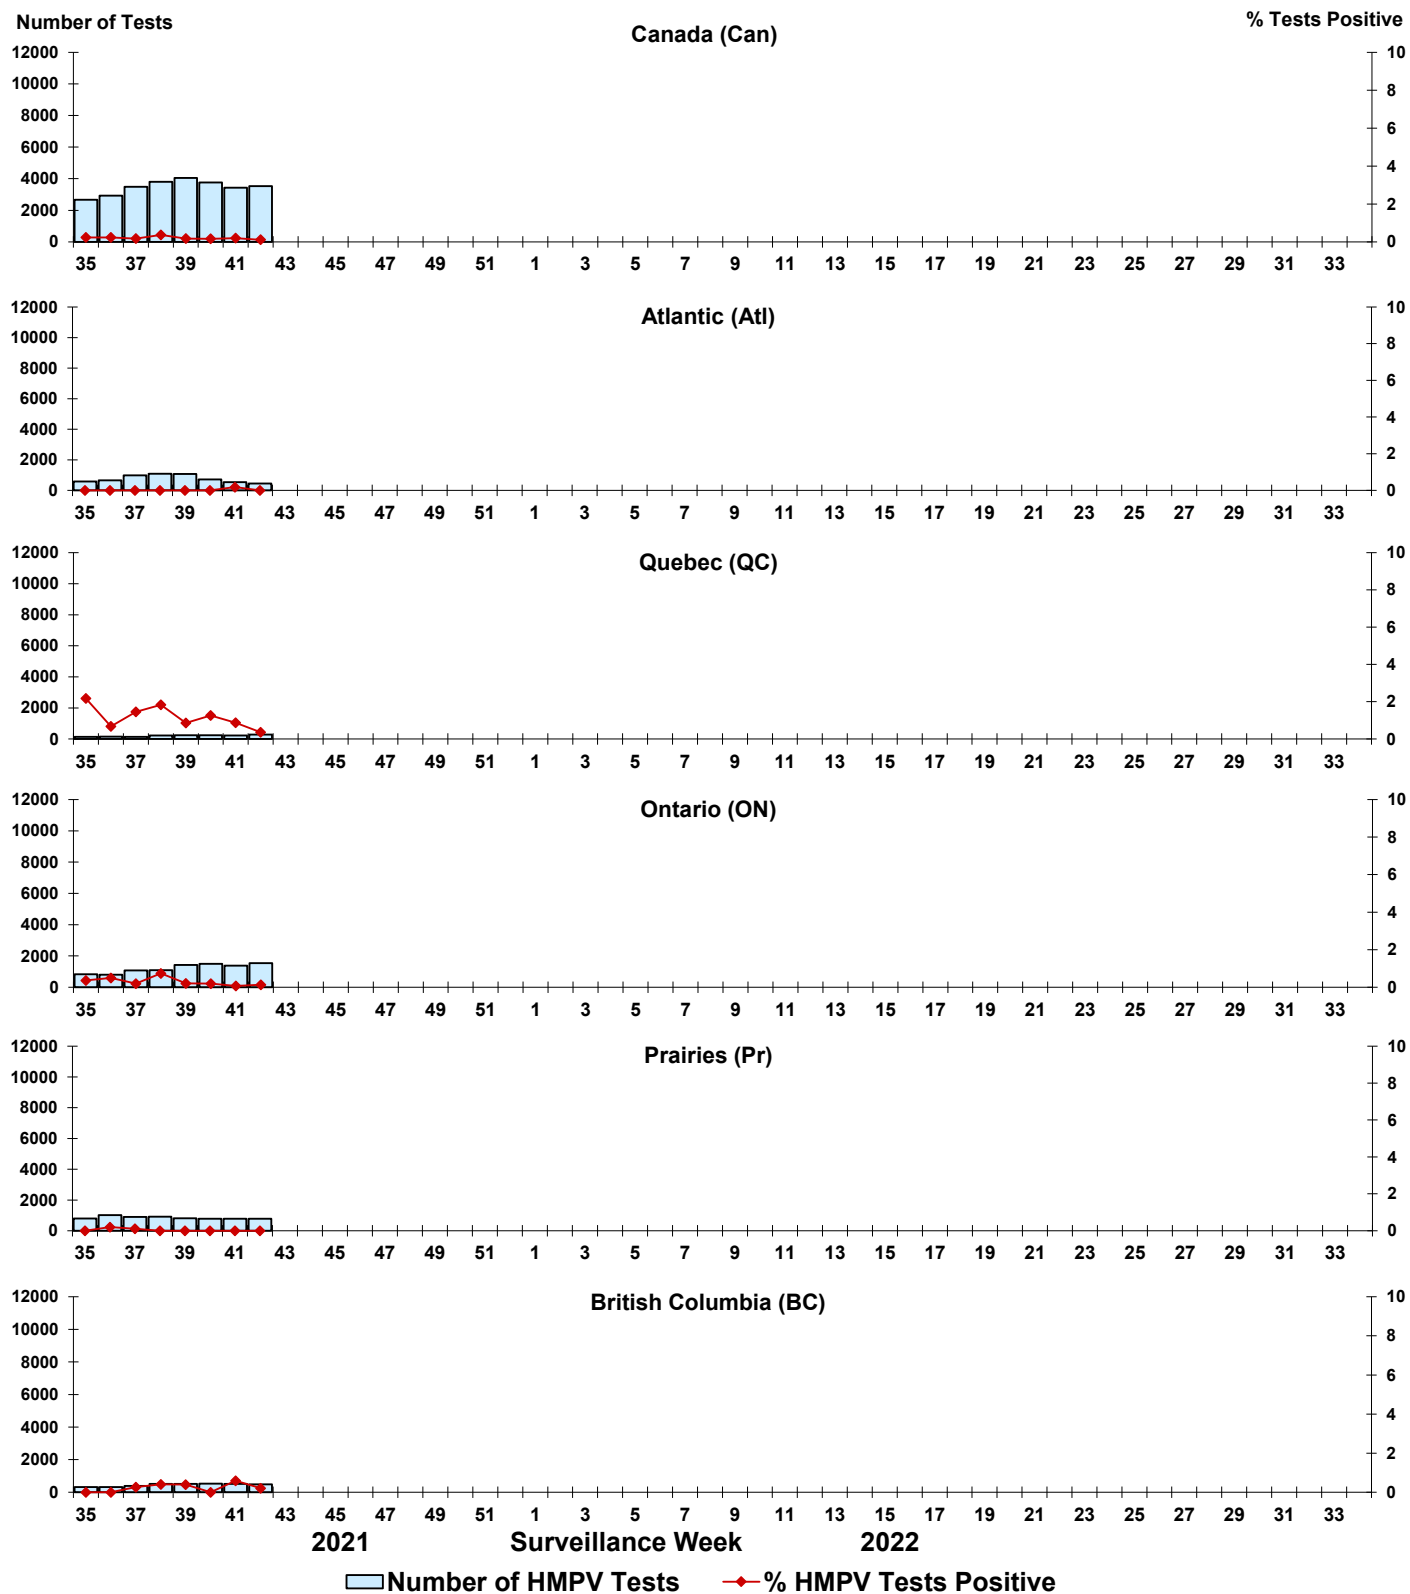 Number of Tests % Tests Positive
Canada (Can)
12000 10
10000 8
8000
6000 6
4000 4
2000 2
0 0
35 37 39 41 43 45 47 49 51 1 3 5 7 9 11 13 15 17 19 21 23 25 27 29 31 33
Atlantic (Atl)
12000 10
10000 8
8000
6000 6
4000 4
2000 2
0 0
35 37 39 41 43 45 47 49 51 1 3 5 7 9 11 13 15 17 19 21 23 25 27 29 31 33
Quebec (QC)
12000 10
10000 8
8000
6000 6
4000 4
2000 2
0 0
35 37 39 41 43 45 47 49 51 1 3 5 7 9 11 13 15 17 19 21 23 25 27 29 31 33
Ontario (ON)
12000 10
10000 8
8000
6000 6
4000 4
2000 2
0 0
35 37 39 41 43 45 47 49 51 1 3 5 7 9 11 13 15 17 19 21 23 25 27 29 31 33
Prairies (Pr)
12000 10
10000 8
8000
6000 6
4000 4
2000 2
0 0
35 37 39 41 43 45 47 49 51 1 3 5 7 9 11 13 15 17 19 21 23 25 27 29 31 33
British Columbia (BC)
12000 10
10000 8
8000
6000 6
4000 4
2000 2
0 0
35 37 39 41 43 45 47 49 51 1 3 5 7 9 11 13 15 17 19 21 23 25 27 29 31 33
2021 Surveillance Week 2022
Number of HMPV Tests % HMPV Tests Positive